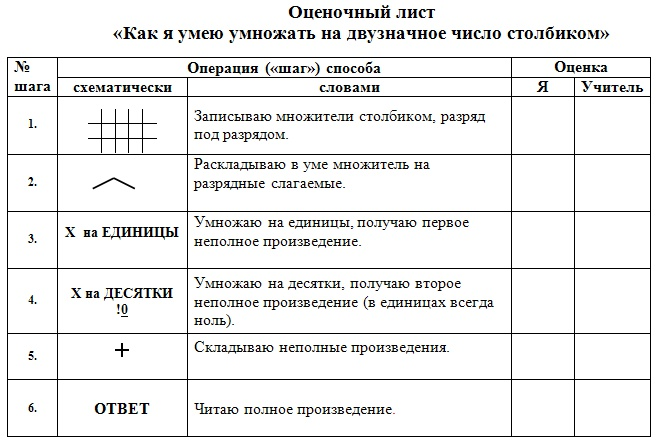 Оценочный лист
«Как я умею умножать на двузначное число столбиком»
№ шага
Операция («шаг») способа
Оценка
схематически
словами
Я
Учитель
1.
Записываю множители столбиком, разряд
под разрядом.
2.
Раскладываю в уме множитель на
разрядные слагаемые.
3.
Х на ЕДИНИЦЫ
Умножаю на единицы, получаю первое
неполное произведение.
4.
Х на ДЕСЯТКИ
!0
Умножаю на десятки, получаю второе
неполное произведение (в единицах всегда
ноль).
5.
+
Складываю неполные произведения.
6.
ОТВЕТ
Читаю полное произведение.